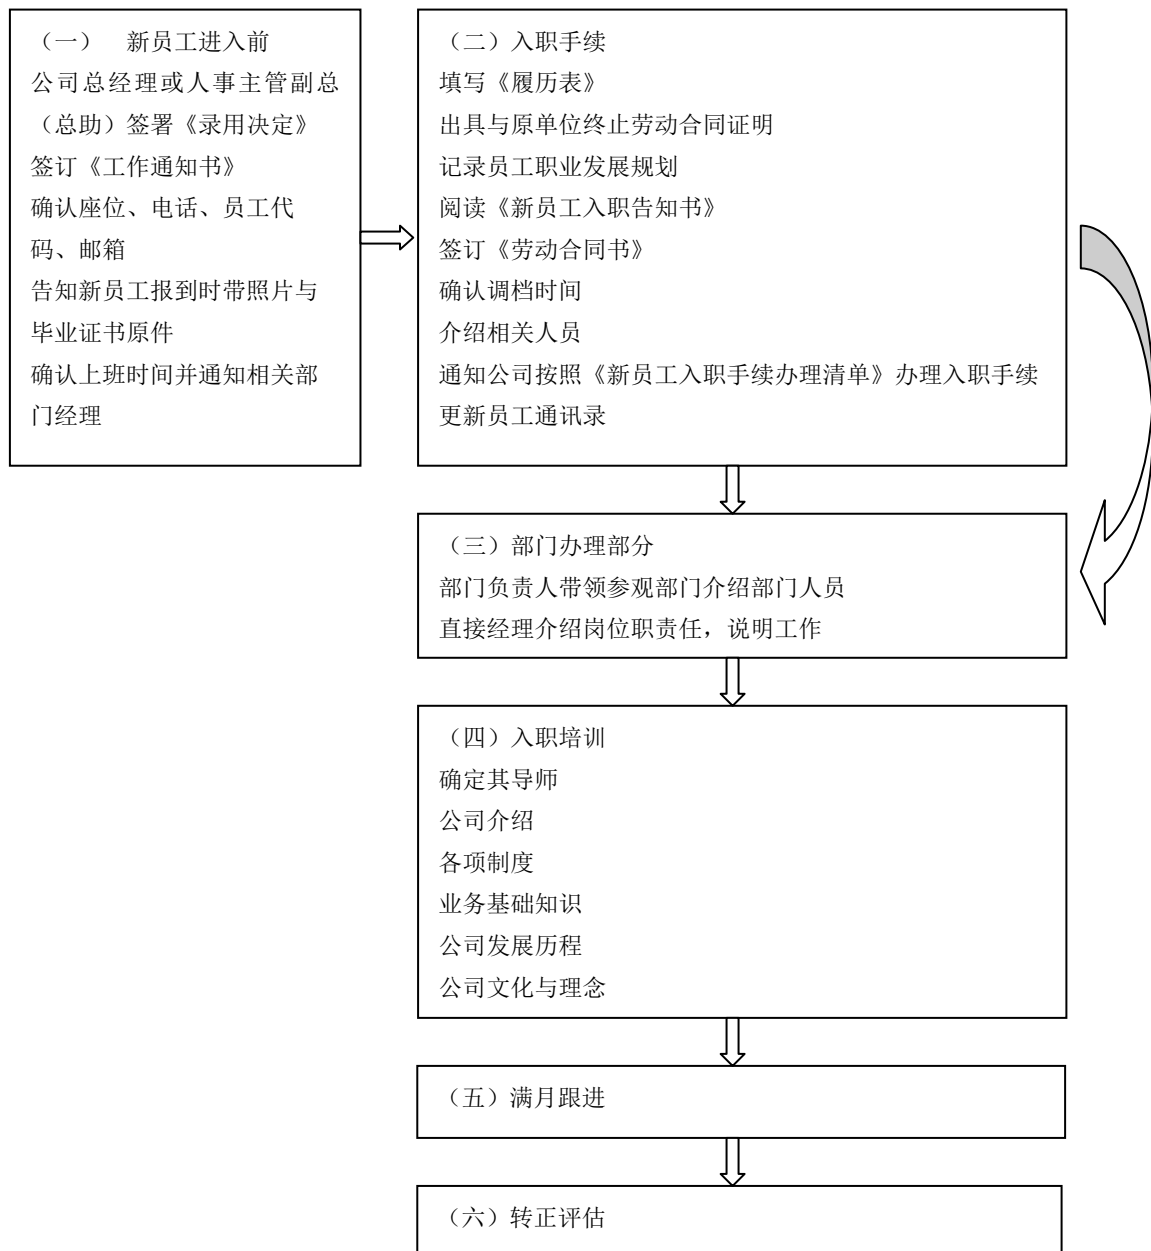 （一） 新员工进入前
公司总经理或人事主管副总
（总助）签署《录用决定》
签订《工作通知书》
确认座位、电话、员工代
码、邮箱
告知新员工报到时带照片与
毕业证书原件
确认上班时间并通知相关部
门经理
（二）入职手续
填写《履历表》
出具与原单位终止劳动合同证明
记录员工职业发展规划
阅读《新员工入职告知书》
签订《劳动合同书》
确认调档时间
介绍相关人员
通知公司按照《新员工入职手续办理清单》办理入职手续
更新员工通讯录
（三）部门办理部分
部门负责人带领参观部门介绍部门人员
直接经理介绍岗位职责任，说明工作
（四）入职培训
确定其导师
公司介绍
各项制度
业务基础知识
公司发展历程
公司文化与理念
（五）满月跟进
（六）转正评估